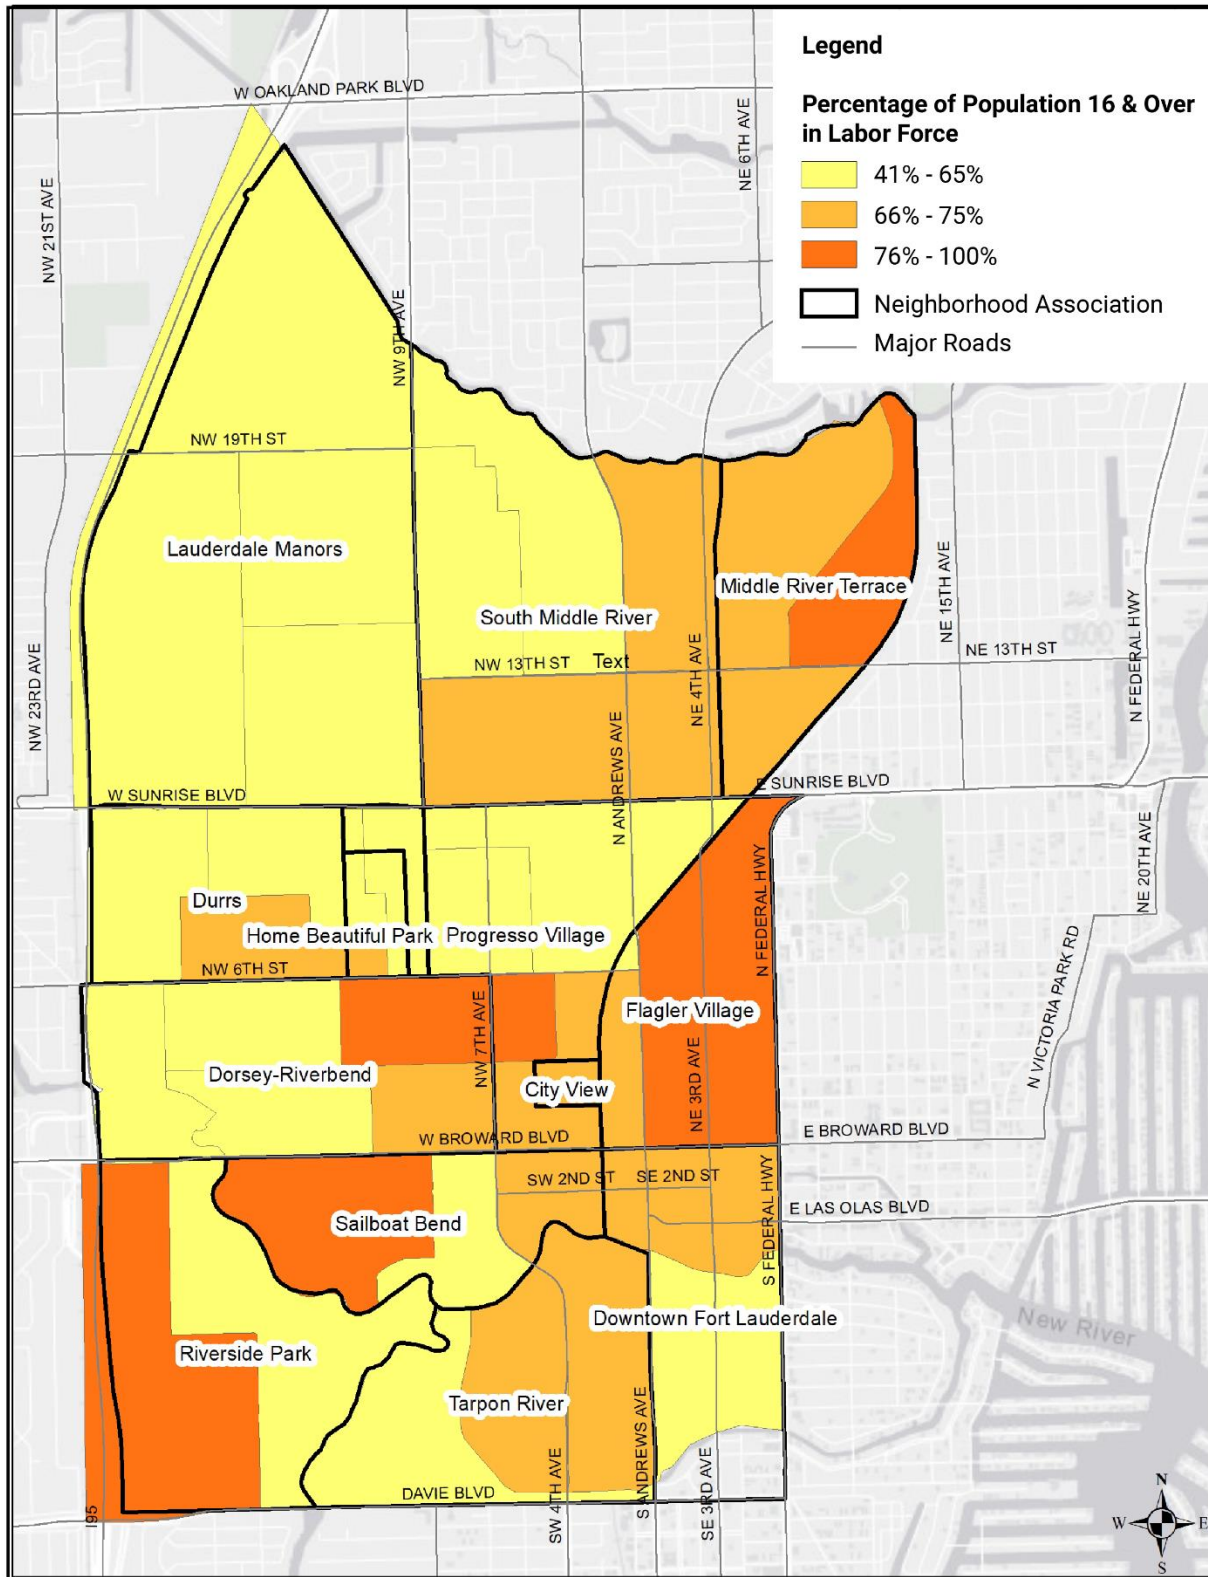 Legend
Percentage of Population 16 & Over
in Labor Force
41% - 65%
66% - 75%
76% - 100%
Neighborhood Association
Major Roads
W OAKLAND PARK BLVD
NW 21ST AVE
NE 6TH AVE
NW 9TH AVE
NW 19TH ST
Lauderdale Manors
South Middle River
Middle River Terrace
NE 15TH AVE
N FEDERAL HWY
NW 23RD AVE
NW 13TH ST
Text
NE 4TH AVE
NE 13TH ST
N ANDREWS AVE
W SUNRISE BLVD
E SUNRISE BLVD
Durrs
Home Beautiful Park
Progresso Village
N FEDERAL HWY
NE 20TH AVE
NW 6TH ST
N VICTORIA PARK RD
Flagler Village
NW 7TH AVE
NE 3RD AVE
Dorsey-Riverbend
City View
W BROWARD BLVD
E BROWARD BLVD
SW 2ND ST
SE 2ND ST
Sailboat Bend
E LAS OLAS BLVD
S FEDERAL HWY
Downtown Fort Lauderdale
New River
Riverside Park
Tarpon River
S ANDREWS AVE
DAVIE BLVD
SW 4TH AVE
SE 3RD AVE
I95
N
W
E
S